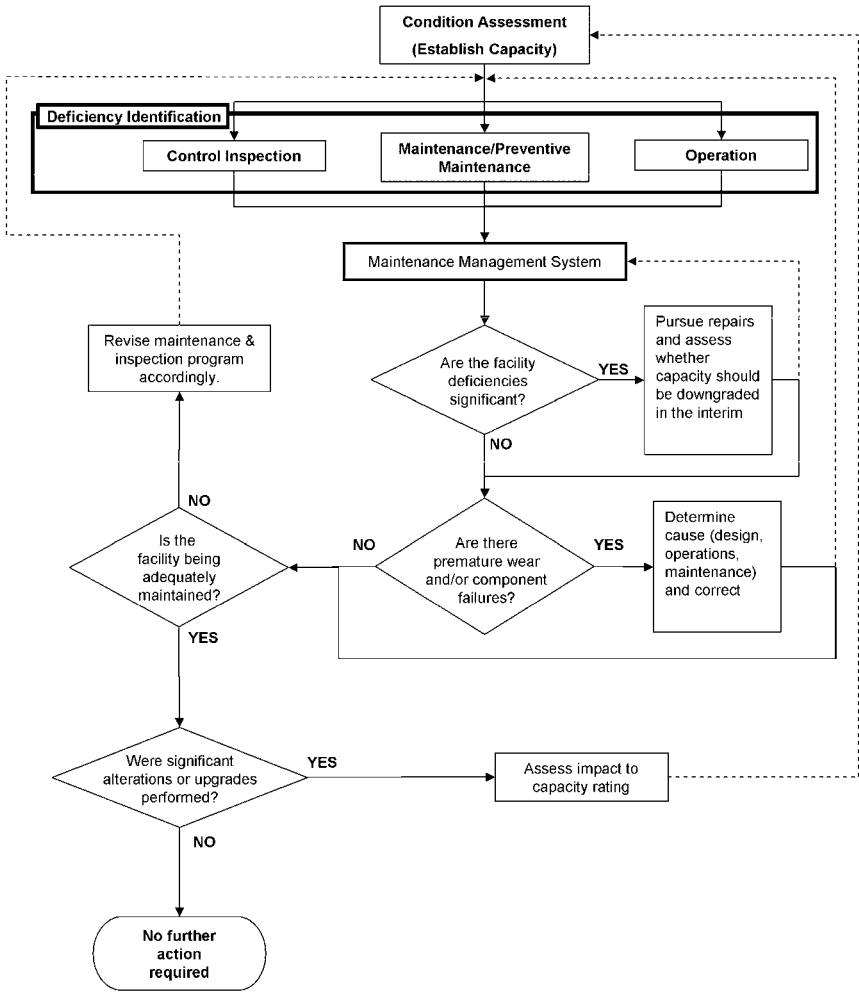 Condition Assessment
(Establish Capacity)
Deficiency Identification
Control Inspection
Maintenance/Preventive
Maintenance
Operation
Maintenance Management System
Revise maintenance &
inspection program
accordingly.
Are the facility
deficiencies
significant?
YES
Pursue repairs
and assess
whether
capacity should
be downgraded
in the interim
NO
NO
Is the
facility being
adequately
maintained?
NO
Are there
premature wear
and/or component
failures?
YES
Determine
cause (design,
operations,
maintenance)
and correct
YES
Were significant
alterations or upgrades
performed?
YES
Assess impact to
capacity rating
NO
No further
action
required